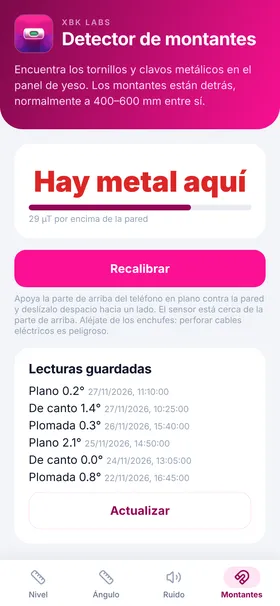 XBK LABS
Detector de montantes
Encuentra los tornillos y clavos metálicos en el
panel de yeso. Los montantes están detrás,
normalmente a 400–600 mm entre sí.
Hay metal aquí
29 µT por encima de la pared
Recalibrar
Apoya la parte de arriba del teléfono en plano contra la pared
y deslízalo despacio hacia un lado. El sensor está cerca de la
parte de arriba. Aléjate de los enchufes: perforar cables
eléctricos es peligroso.
Lecturas guardadas
Plano 0.2° 27/11/2026, 11:10:00
De canto 1.4° 27/11/2026, 10:25:00
Plomada 0.3° 26/11/2026, 15:40:00
Plano 2.1° 25/11/2026, 14:50:00
De canto 0.0° 24/11/2026, 13:05:00
Plomada 0.8° 22/11/2026, 16:45:00
Actualizar
Nivel
Ángulo
Ruido
Montantes